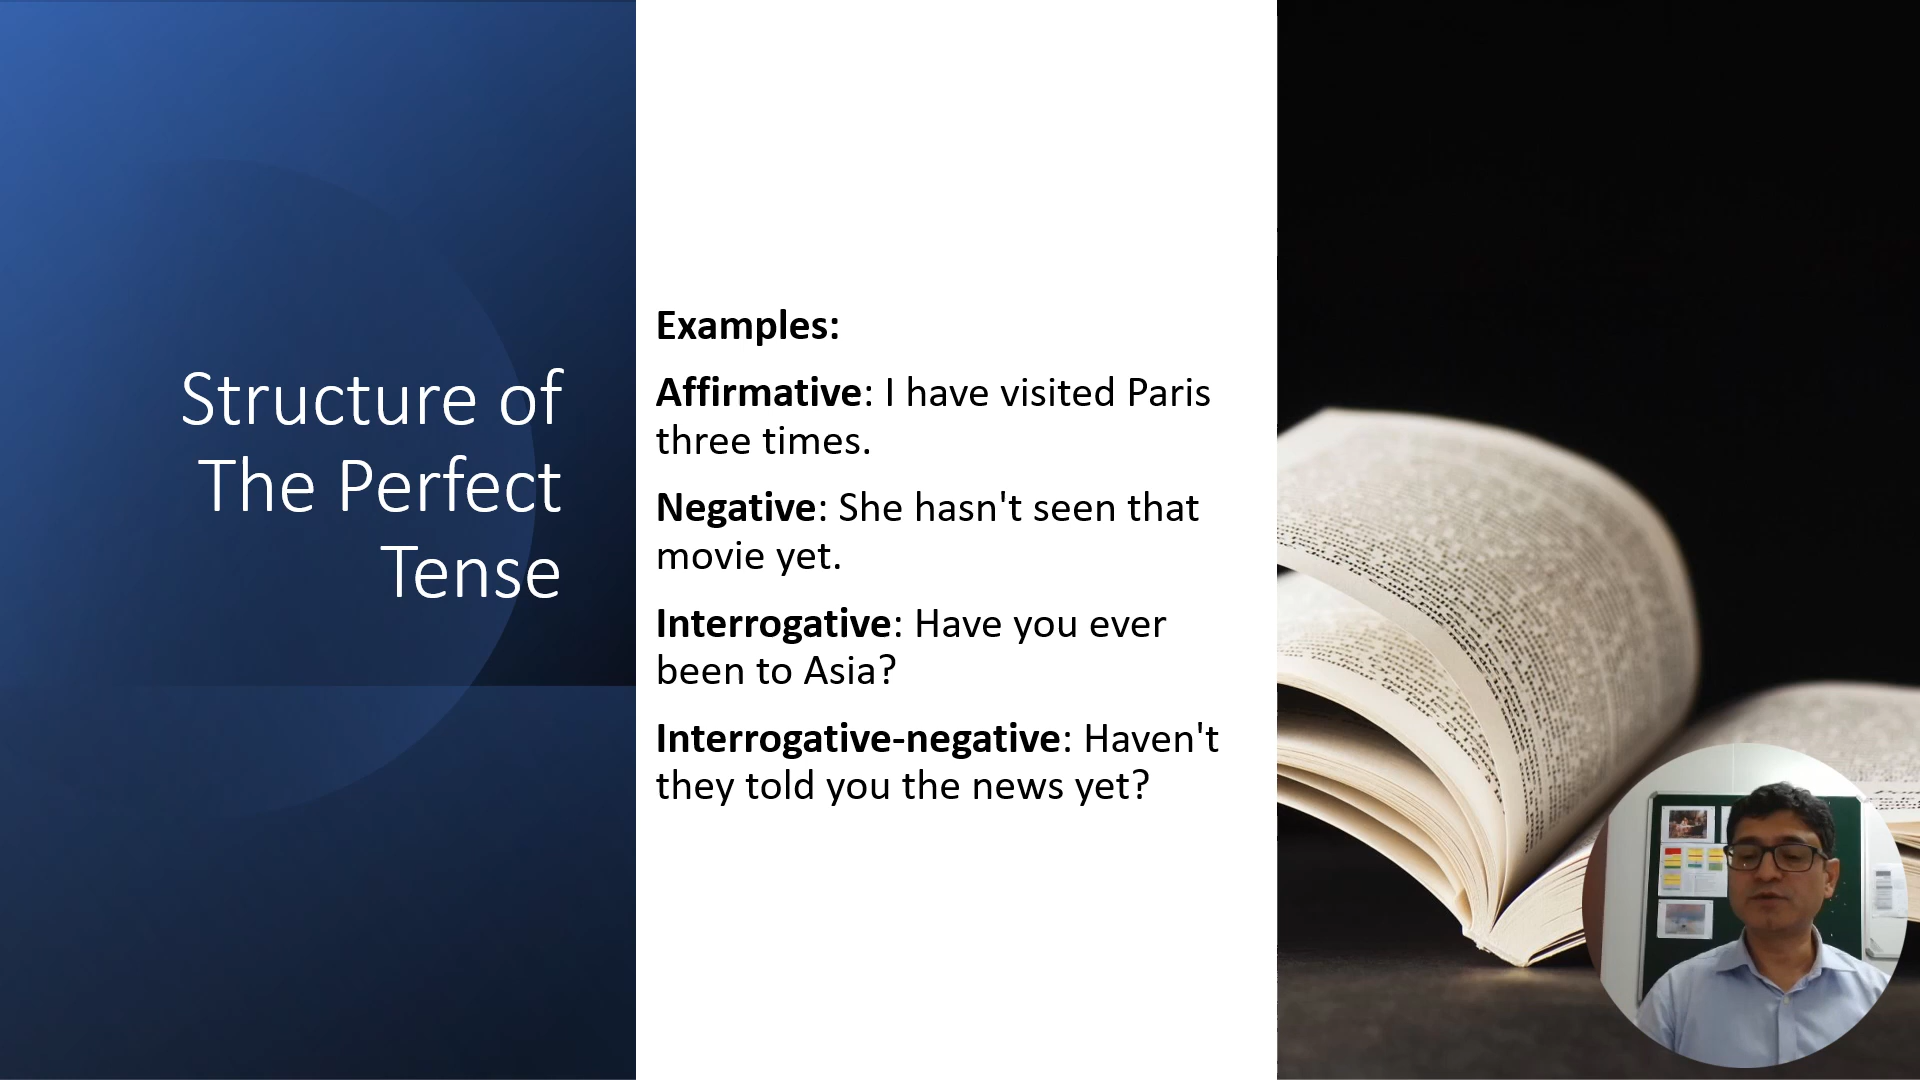 Structure of
The Perfect
Tense
Examples:
Affirmative: I have visited Paris
three times.
Negative: She hasn't seen that
movie yet.
Interrogative: Have you ever
been to Asia?
Interrogative-negative: Haven't
they told you the news yet?